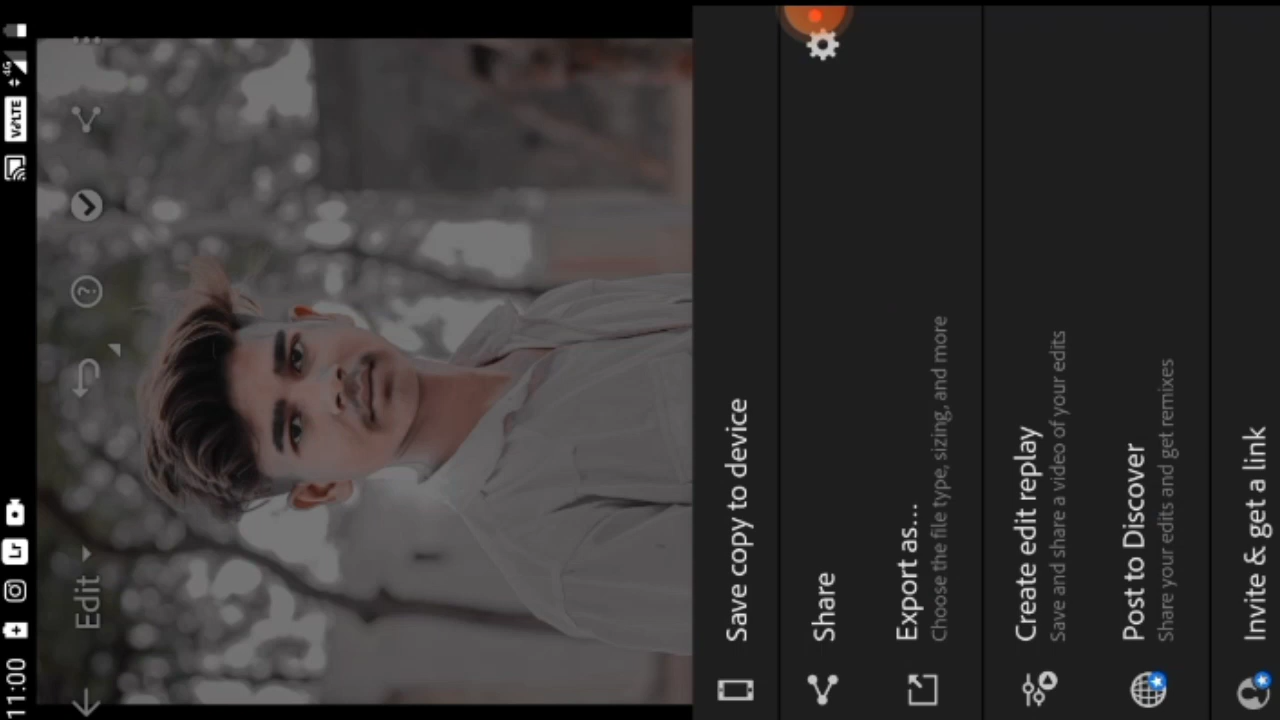 11:00
Lr
VoLTE
4G
Edit
?
Save copy to device
Share
Export as...
Choose the file type, sizing, and more
Create edit replay
Save and share a video of your edits
Post to Discover
Share your edits and get remixes
Invite & get a link